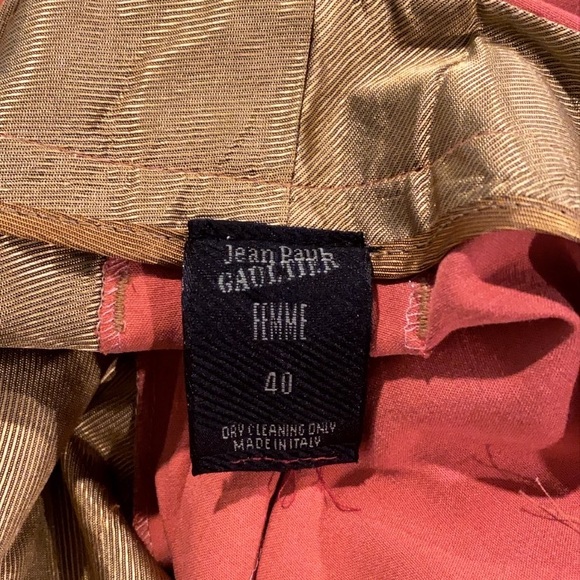 Jean Paul
GAULTIER
FEMME
40
DRY CLEANING ONLY
MADE IN ITALY